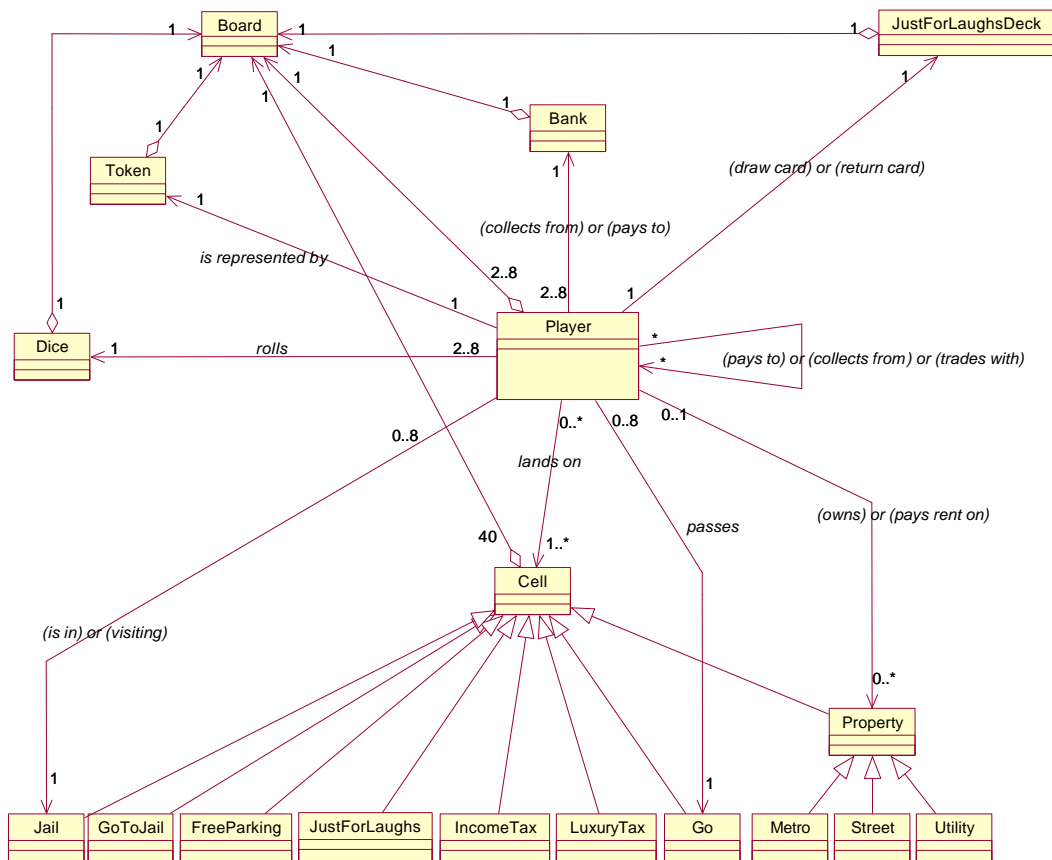 Board
JustForLaughsDeck
1
1
1
1
1
1
1
1
1
Bank
1
1
Token
1
(draw card) or (return card)
1
(collects from) or (pays to)
is represented by
2..8
1
2..8
1
1
Player
Dice
1
rolls
2..8
*
*
(pays to) or (collects from) or (trades with)
0..8
0..*
0..8
0..1
lands on
passes
(owns) or (pays rent on)
40
1..*
Cell
(is in) or (visiting)
0..*
Property
1
1
Jail
GoToJail
FreeParking
JustForLaughs
IncomeTax
LuxuryTax
Go
Metro
Street
Utility